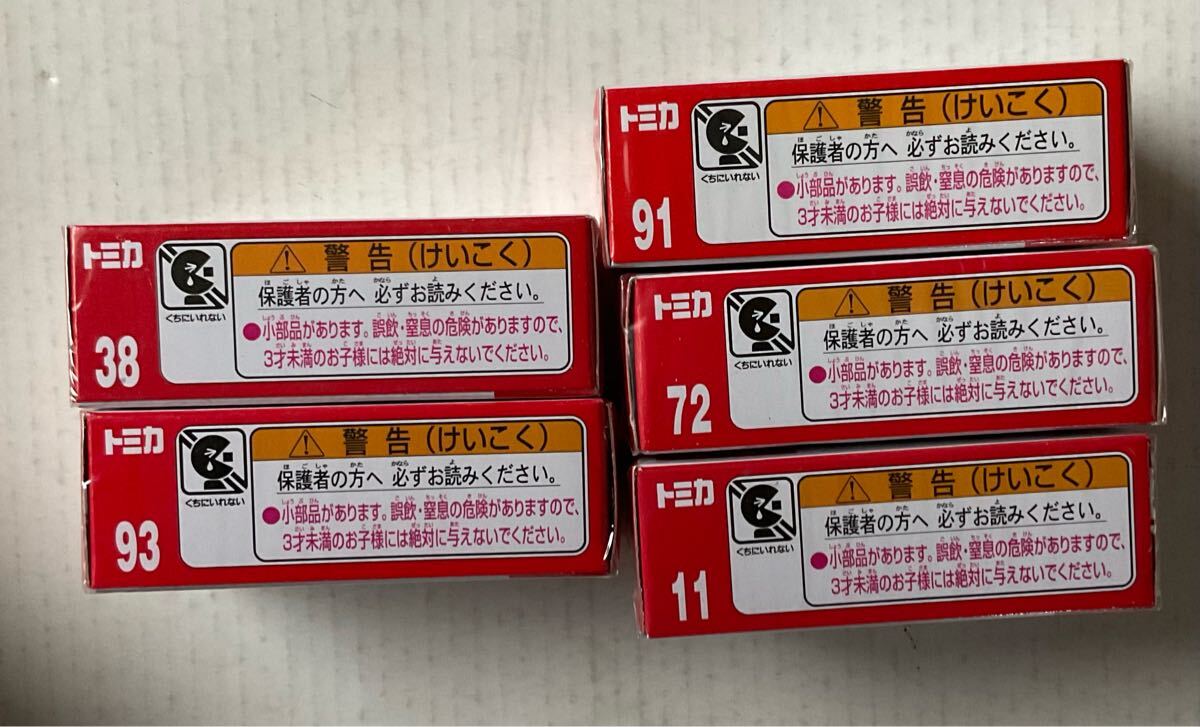 トミカ
くちにいれない
38
警告(けいこく)
保護者の方へ 必ずお読みください。
●小部品があります。誤飲・窒息の危険がありますので、
3才未満のお子様には絶対に与えないでください。
トミカ
くちにいれない
93
警告(けいこく)
保護者の方へ 必ずお読みください。
●小部品があります。誤飲・窒息の危険がありますので、
3才未満のお子様には絶対に与えないでください。
トミカ
くちにいれない
91
警告(けいこく)
保護者の方へ 必ずお読みください。
●小部品があります。誤飲・窒息の危険がありますので、
3才未満のお子様には絶対に与えないでください。
トミカ
くちにいれない
72
警告(けいこく)
保護者の方へ 必ずお読みください。
●小部品があります。誤飲・窒息の危険がありますので、
3才未満のお子様には絶対に与えないでください。
トミカ
くちにいれない
11
警告(けいこく)
保護者の方へ 必ずお読みください。
●小部品があります。誤飲・窒息の危険がありますので、
3才未満のお子様には絶対に与えないでください。